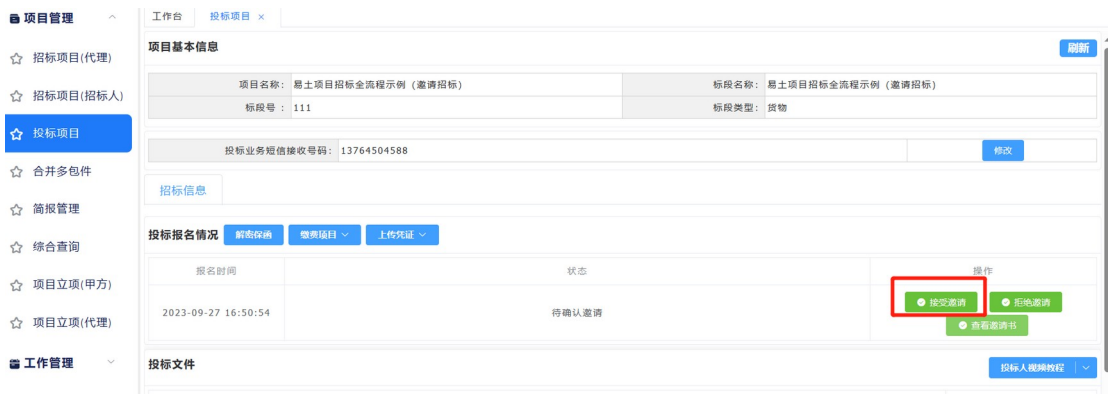 项目管理
招标项目(代理)
招标项目(招标人)
投标项目
合并多包件
简报管理
综合查询
项目立项(甲方)
项目立项(代理)
工作管理
工作台 投标项目 ×
项目基本信息 刷新
项目名称: 易土项目招标全流程示例 (邀请招标) 标段名称: 易土项目招标全流程示例 (邀请招标)
标段号 : 111 标段类型: 货物
投标业务短信接收号码: 13764504588 修改
招标信息
投标报名情况 解密保函 缴费项目 上传凭证
报名时间 状态 操作
2023-09-27 16:50:54 待确认邀请 接受邀请 拒绝邀请
查看邀请书
投标文件 投标人视频教程